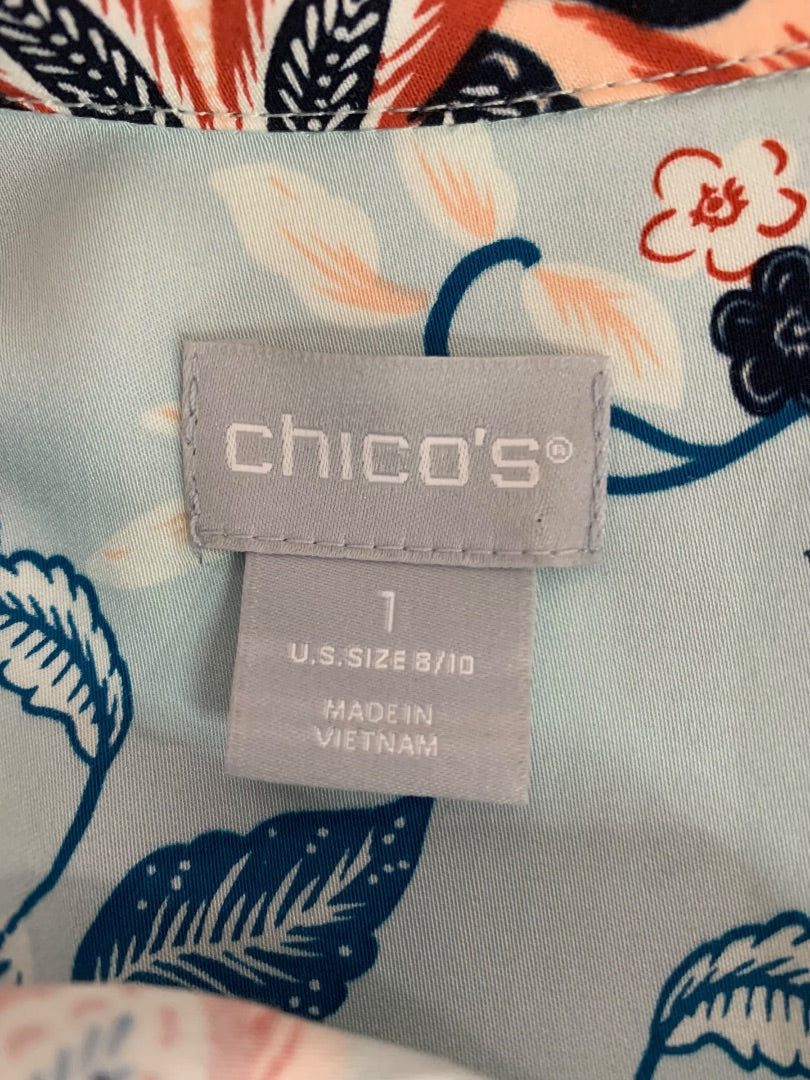 chico's®
1
U.S. SIZE 8/10
MADE IN
VIETNAM